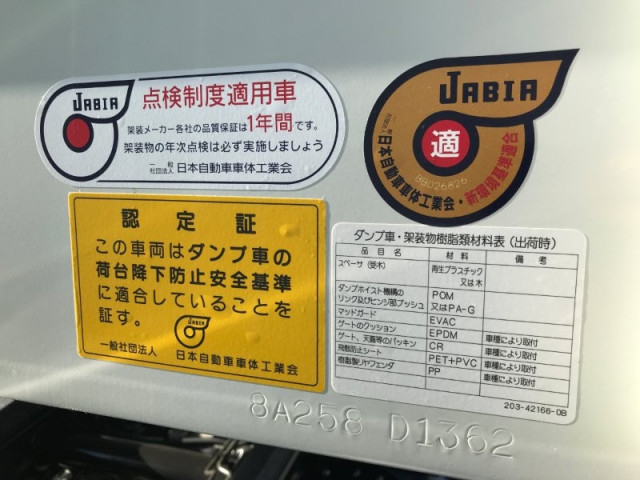 JABIA
点検制度適用車
架装メーカー各社の品質保証は1年間です。
架装物の年次点検は必ず実施しましょう
一般社団法人 日本自動車車体工業会
JABIA
適
BB026826
一般社団法人 日本自動車車体工業会・新環境基準適合
認定証
この車両はダンプ車の
荷台降下防止安全基準
に適合していることを
証す。
一般社団法人 日本自動車車体工業会
ダンプ車・架装物樹脂類材料表(出荷時)
品名 材料 備考
スペーサ(受木) 再生プラスチック
又は木
ダンプホイスト機構の POM
リンク及びヒンジ部ブッシュ 又はPA-G
マッドガード EVAC
ゲートのクッション EPDM 車種により取付
ゲート、天蓋等のパッキン CR 車種により取付
飛散防止シート PET+PVC 車種により取付
樹脂製リヤフェンダ PP 車種により取付
203-42166-0B
8A258 D1362